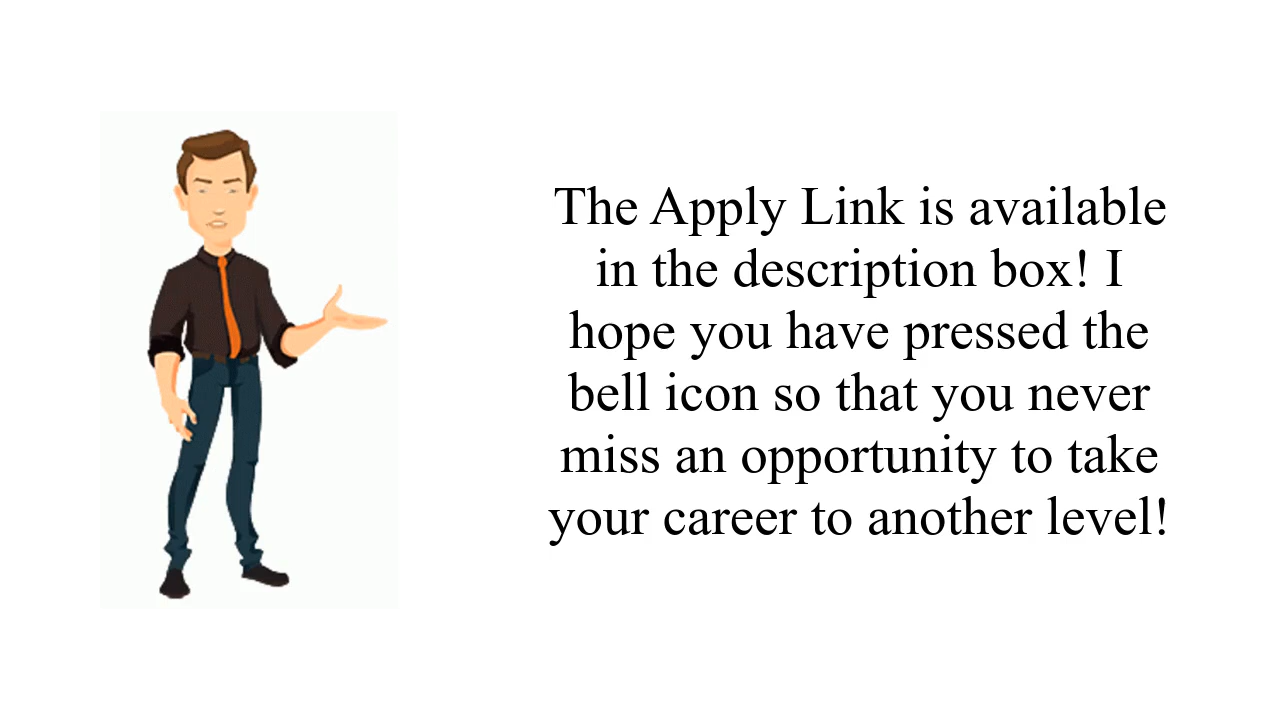 The Apply Link is available
in the description box! I
hope you have pressed the
bell icon so that you never
miss an opportunity to take
your career to another level!